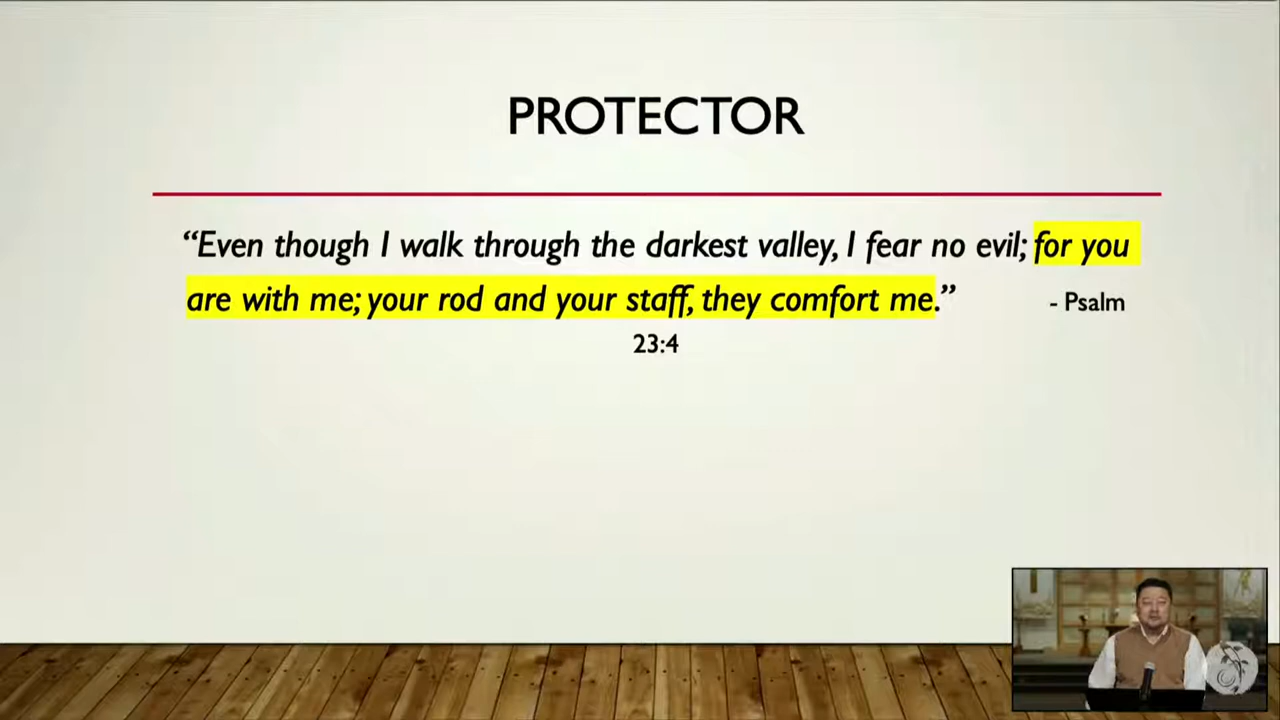 PROTECTOR
“Even though I walk through the darkest valley, I fear no evil; for you
are with me; your rod and your staff, they comfort me.” - Psalm
23:4